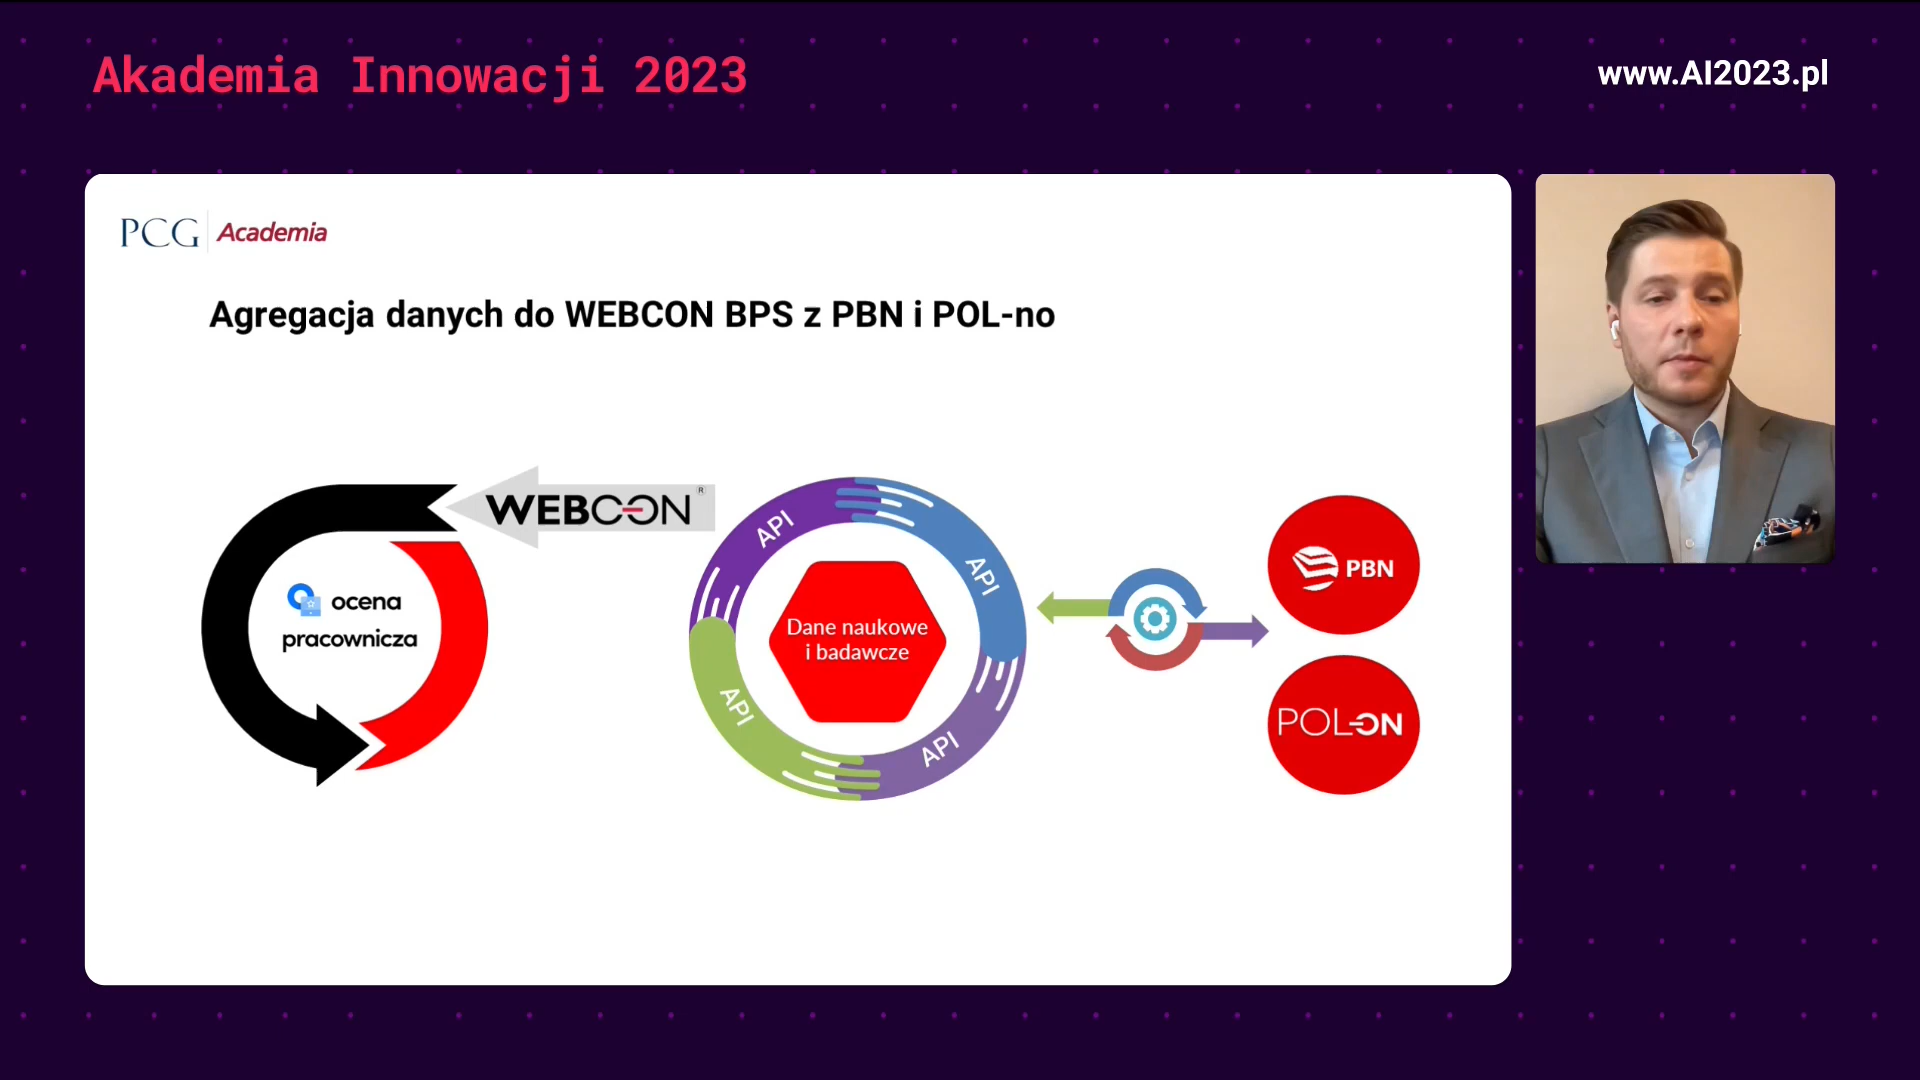 Akademia Innowacji 2023
www.AI2023.pl
PCG Academia
Agregacja danych do WEBCON BPS z PBN i POL-no
WEBCON®
API
API
API
API
ocena
pracownicza
Dane naukowe
i badawcze
PBN
POL-ON